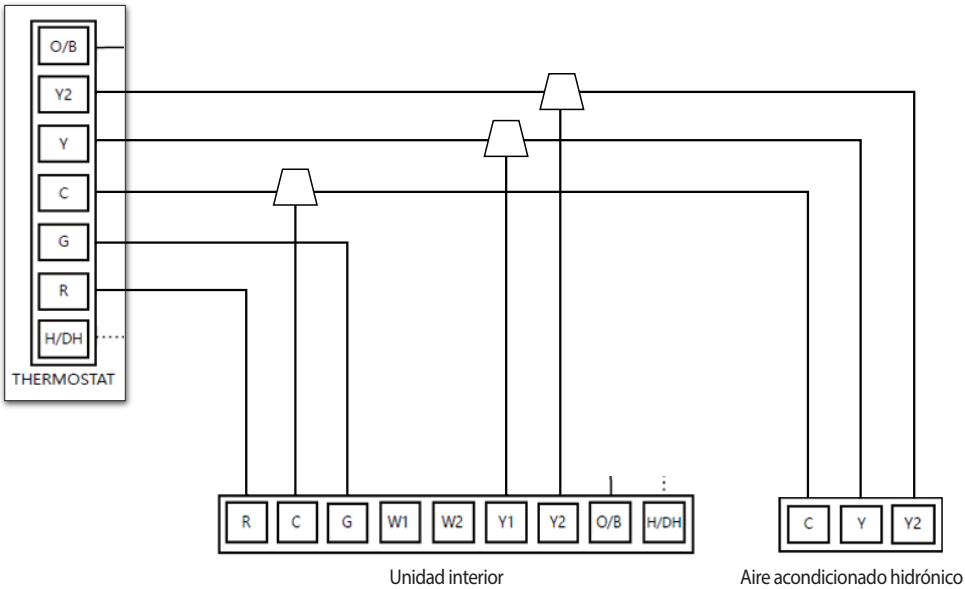 O/B
Y2
Y
C
G
R
H/DH
THERMOSTAT
R C G W1 W2 Y1 Y2 O/B H/DH
C Y Y2
Unidad interior
Aire acondicionado hidrónico